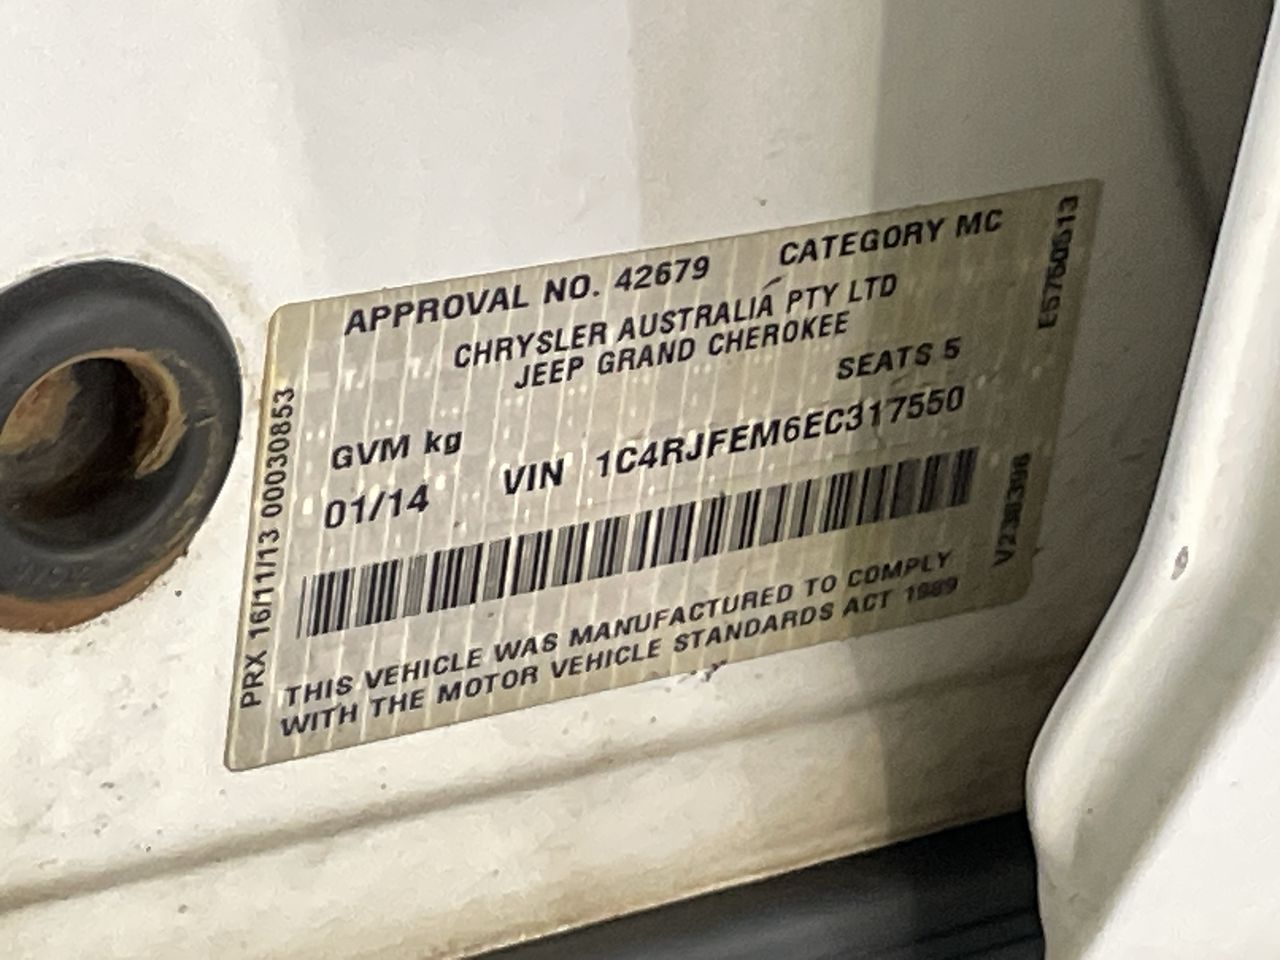 APPROVAL NO. 42679 CATEGORY MC
CHRYSLER AUSTRALIA PTY LTD
JEEP GRAND CHEROKEE
SEATS 5
GVM kg
01/14 VIN 1C4RJFEM6EC317550
THIS VEHICLE WAS MANUFACTURED TO COMPLY
WITH THE MOTOR VEHICLE STANDARDS ACT 1989
PRX 16/11/13 00030853